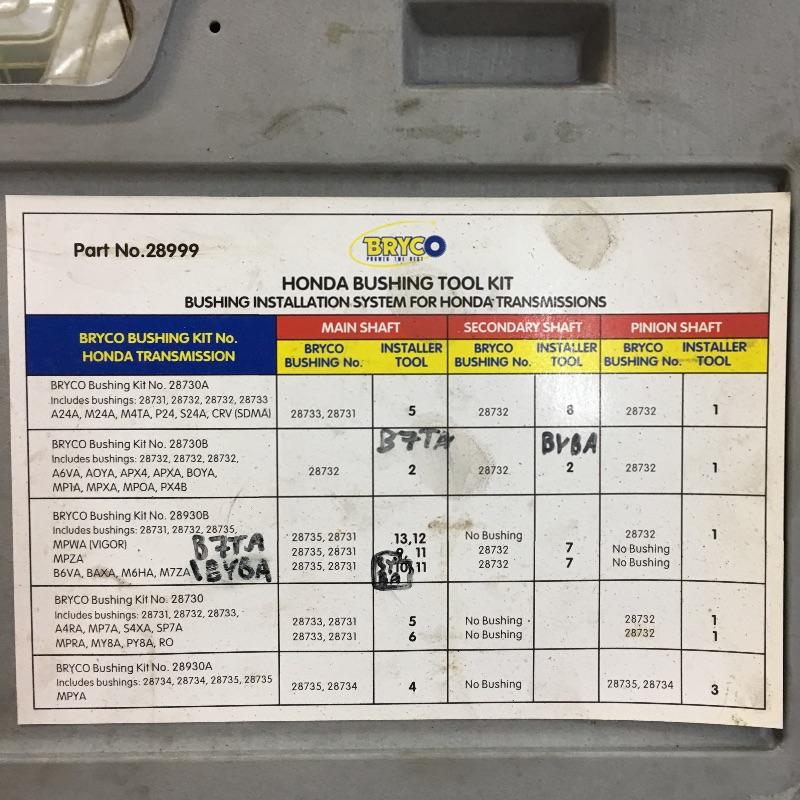 Part No.28999
BRYCO
POWER THE BEST
HONDA BUSHING TOOL KIT
BUSHING INSTALLATION SYSTEM FOR HONDA TRANSMISSIONS
BRYCO BUSHING KIT No. HONDA TRANSMISSION MAIN SHAFT SECONDARY SHAFT PINION SHAFT
BRYCO BUSHING No. INSTALLER TOOL BRYCO BUSHING No. INSTALLER TOOL BRYCO BUSHING No. INSTALLER TOOL
BRYCO Bushing Kit No. 28730A
Includes bushings: 28731, 28732, 28732, 28733
A24A, M24A, M4TA, P24, S24A, CRV (SDMA) 28733, 28731 5 28732 8 28732 1
B7TA BYBA
BRYCO Bushing Kit No. 28730B
Includes bushings: 28732, 28732, 28732,
A6VA, AOYA, APX4, APXA, BOYA, 28732 2 28732 2 28732 1
MP1A, MPXA, MPOA, PX4B
BRYCO Bushing Kit No. 28930B
Includes bushings: 28731, 28732, 28735,
MPWA (VIGOR) B7TA 28735, 28731 13,12 No Bushing 28732 1
MPZA 28735, 28731 9, 11 28732 7 No Bushing
B6VA, BAXA, M6HA, M7ZA BYBA 28735, 28731 10,11 28732 7 No Bushing
BRYCO Bushing Kit No. 28730
Includes bushings: 28731, 28732, 28733,
A4RA, MP7A, S4XA, SP7A 28733, 28731 5 No Bushing 28732 1
MPRA, MY8A, PY8A, RO 28733, 28731 6 No Bushing 28732 1
BRYCO Bushing Kit No. 28930A
Includes bushings: 28734, 28734, 28735, 28735
MPYA 28735, 28734 4 No Bushing 28735, 28734 3